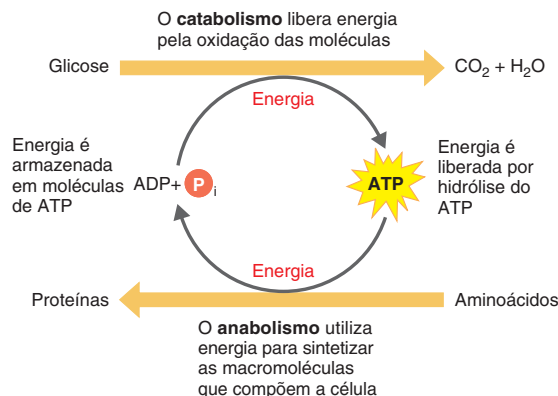 O catabolismo libera energia
pela oxidação das moléculas
Glicose
CO₂ + H₂O
Energia
Energia é
armazenada
em moléculas
de ATP
ADP+ P i
ATP
Energia é
liberada por
hidrólise do
ATP
Energia
Proteínas
Aminoácidos
O anabolismo utiliza
energia para sintetizar
as macromoléculas
que compõem a célula